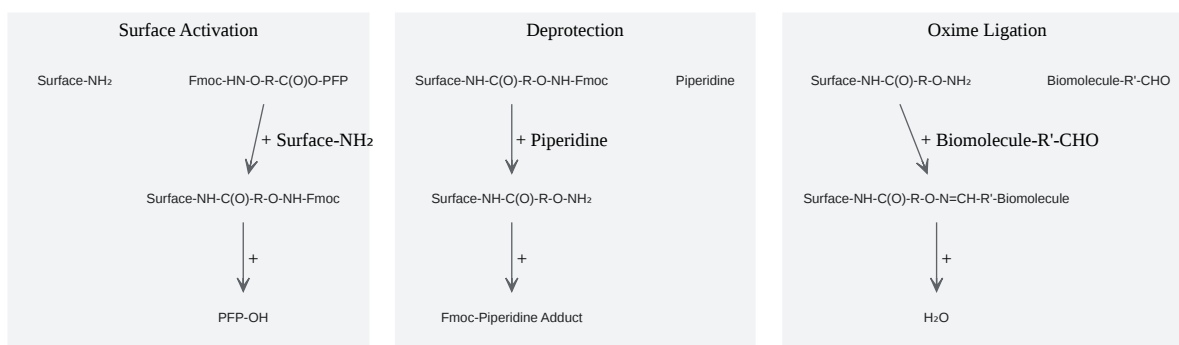 Surface Activation
Surface-NH₂
Fmoc-HN-O-R-C(O)O-PFP
+ Surface-NH₂
Surface-NH-C(O)-R-O-NH-Fmoc
+
PFP-OH
Deprotection
Surface-NH-C(O)-R-O-NH-Fmoc
Piperidine
+ Piperidine
Surface-NH-C(O)-R-O-NH₂
+
Fmoc-Piperidine Adduct
Oxime Ligation
Surface-NH-C(O)-R-O-NH₂
Biomolecule-R'-CHO
+ Biomolecule-R'-CHO
Surface-NH-C(O)-R-O-N=CH-R'-Biomolecule
+
H₂O